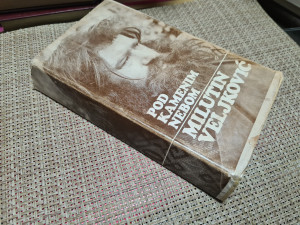 POD
KAMENIM
NEBOM
MILUTIN
VELJKOVIĆ